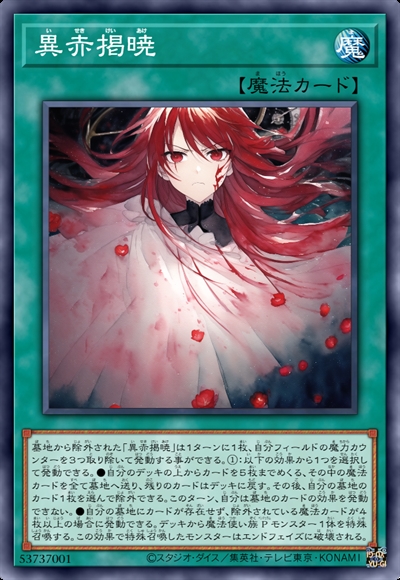 異赤掲暁
い せき けい あけ
魔
【魔法カード】
墓地から除外された「異赤掲暁」は1ターンに1枚、自分フィールドの魔力カウ
ンターを3つ取り除いて発動する事ができる。①:以下の効果から1つを選択し
て発動できる。●自分のデッキの上からカードを5枚までめくる。その中の魔法
カードを全て墓地へ送り、残りのカードはデッキに戻す。その後、自分の墓地の
カード1枚を選んで除外できる。このターン、自分は墓地のカードの効果を発動
できない。●自分の墓地にカードが存在せず、除外されている魔法カードが4
枚以上の場合に発動できる。デッキから魔法使い族Pモンスター1体を特殊
召喚する。この効果で特殊召喚したモンスターはエンドフェイズに破壊される。
53737001
©スタジオ・ダイス/集英社・テレビ東京・KONAMI